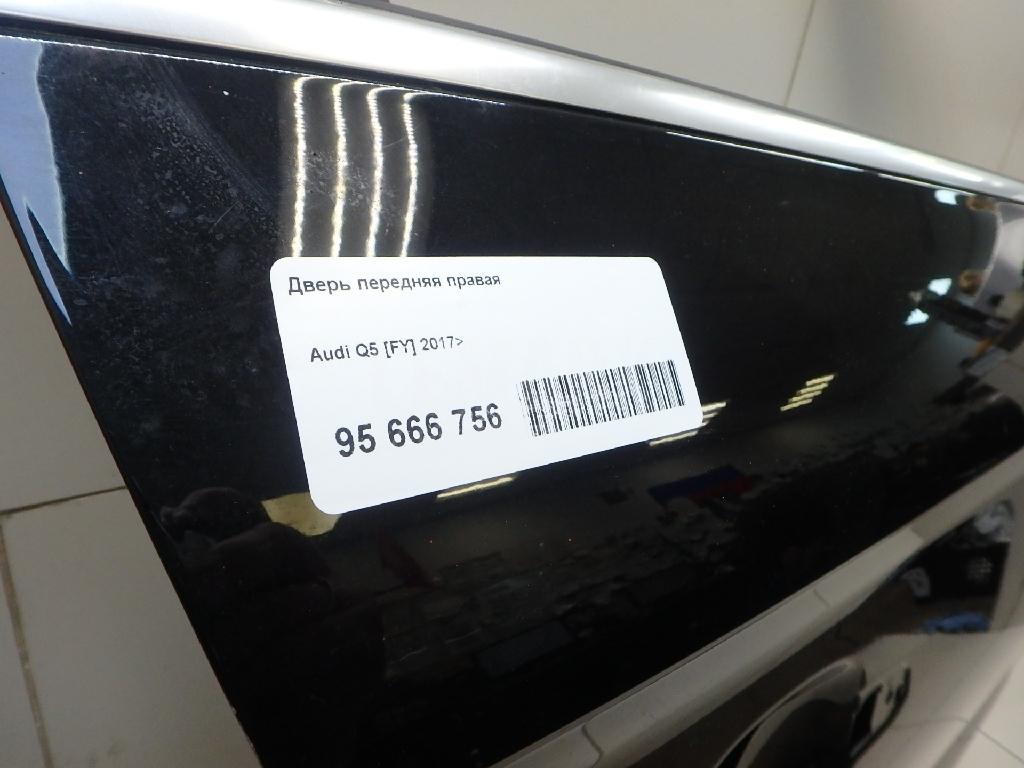 Дверь передняя правая
Audi Q5 [FY] 2017>
95 666 756